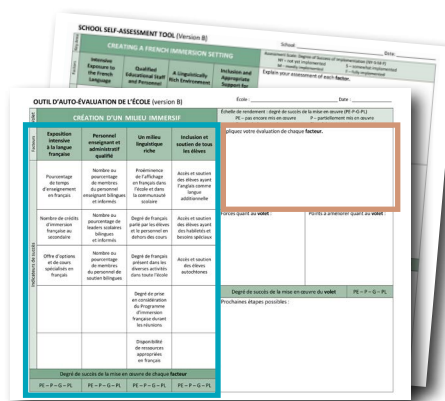 SCHOOL SELF-ASSESSMENT TOOL (Version B)
School:
Date:
CREATING A FRENCH IMMERSION SETTING
Factors
Intensive
Exposure to
the French
Language
Qualified
Educational Staff
and Personnel
A Linguistically
Rich Environment
Inclusion and
Appropriate
Support for
Explain your assessment of each factor.
OUTIL D'AUTO-ÉVALUATION DE L'ÉCOLE (version B)
École:
Date :
Volet
CRÉATION D'UN MILIEU IMMERSIF
Échelle de rendement : degré de succès de la mise en œuvre (PE-P-G-PL)
PE – pas encore mis en œuvre
P – partiellement mis en œuvre
Facteurs
Exposition
intensive
à la langue
française
Personnel
enseignant et
administratif
qualifié
Un milieu
linguistique
riche
Inclusion et
soutien de tous
les élèves
pliquez votre évaluation de chaque facteur.
Indicateurs de succès
Pourcentage
de temps
d'enseignement
en français
Nombre ou
pourcentage
de membres
du personnel
enseignant bilingues
et informés
Proéminence
de l'affichage
en français dans
l'école et dans
la communauté
scolaire
Accès et soutien
des élèves ayant
l'anglais comme
langue
additionnelle
Nombre de crédits
d'immersion
française au
secondaire
Nombre ou
pourcentage de
leaders scolaires
bilingues
et informés
Degré de français
parlé par les élèves
et le personnel en
dehors des cours
Accès et soutien
des élèves ayant
des habiletés et
besoins spéciaux
Forces quant au volet :
Points à améliorer quant au volet :
Offre d'options
et de cours
spécialisés en
français
Nombre ou
pourcentage
de membres
du personnel de
soutien bilingues
Degré de français
présent dans les
diverses activités
dans toute l'école
Accès et soutien
des élèves
autochtones
Degré de succès de la mise en œuvre du volet
PE – P – G – PL
Degré de prise
en considération
du Programme
d'immersion
française durant
les réunions
Prochaines étapes possibles :
Disponibilité
de ressources
appropriées
en français
Degré de succès de la mise en œuvre de chaque facteur
PE – P – G – PL
PE – P – G – PL
PE – P – G – PL
PE – P – G – PL